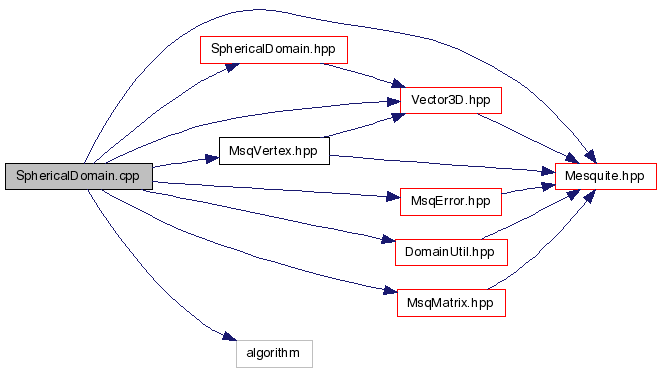 SphericalDomain.hpp
Vector3D.hpp
MsqVertex.hpp
SphericalDomain.cpp
Mesquite.hpp
MsqError.hpp
DomainUtil.hpp
MsqMatrix.hpp
algorithm